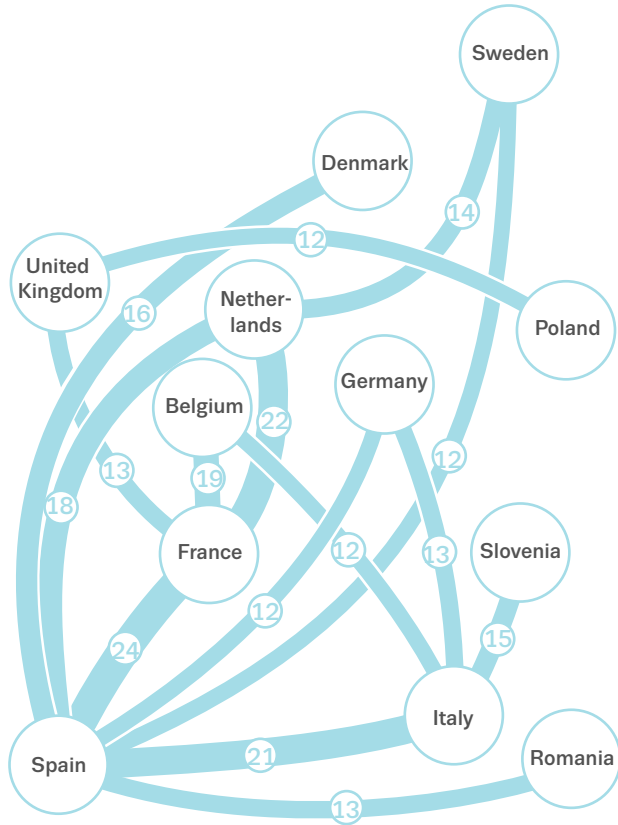 Sweden
Denmark
14
12
United
Kingdom
Nether-
lands
16
Poland
Germany
Belgium
22
12
13
19
18
France
12
13
Slovenia
12
15
24
Italy
21
Spain
Romania
13